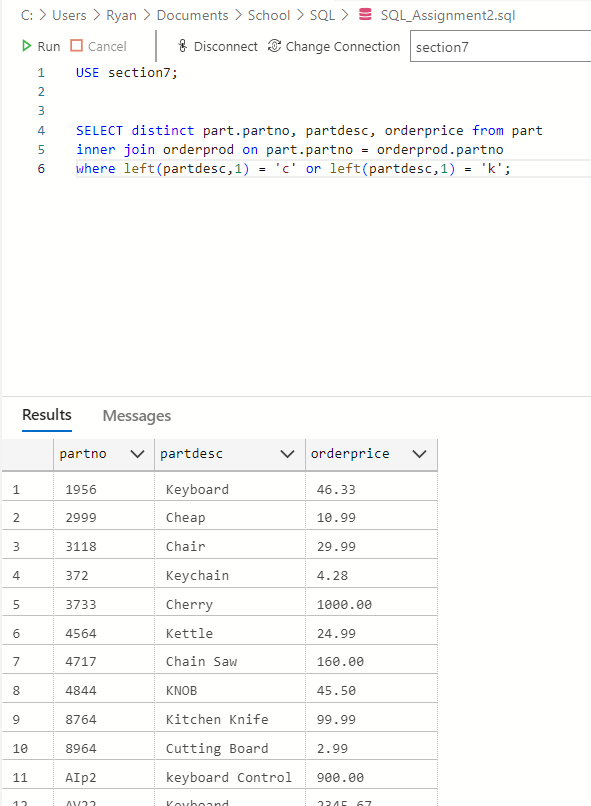 C: > Users > Ryan > Documents > School > SQL > SQL_Assignment2.sql
Run Cancel Disconnect Change Connection section7
1 USE section7;
2
3
4 SELECT distinct part.partno, partdesc, orderprice from part
5 inner join orderprod on part.partno = orderprod.partno
6 where left(partdesc,1) = 'c' or left(partdesc,1) = 'k';
Results Messages
partno partdesc orderprice
1 1956 Keyboard 46.33
2 2999 Cheap 10.99
3 3118 Chair 29.99
4 372 Keychain 4.28
5 3733 Cherry 1000.00
6 4564 Kettle 24.99
7 4717 Chain Saw 160.00
8 4844 KNOB 45.50
9 8764 Kitchen Knife 99.99
10 8964 Cutting Board 2.99
11 AIp2 keyboard Control 900.00
12 AV22 Keyboard 2345.67